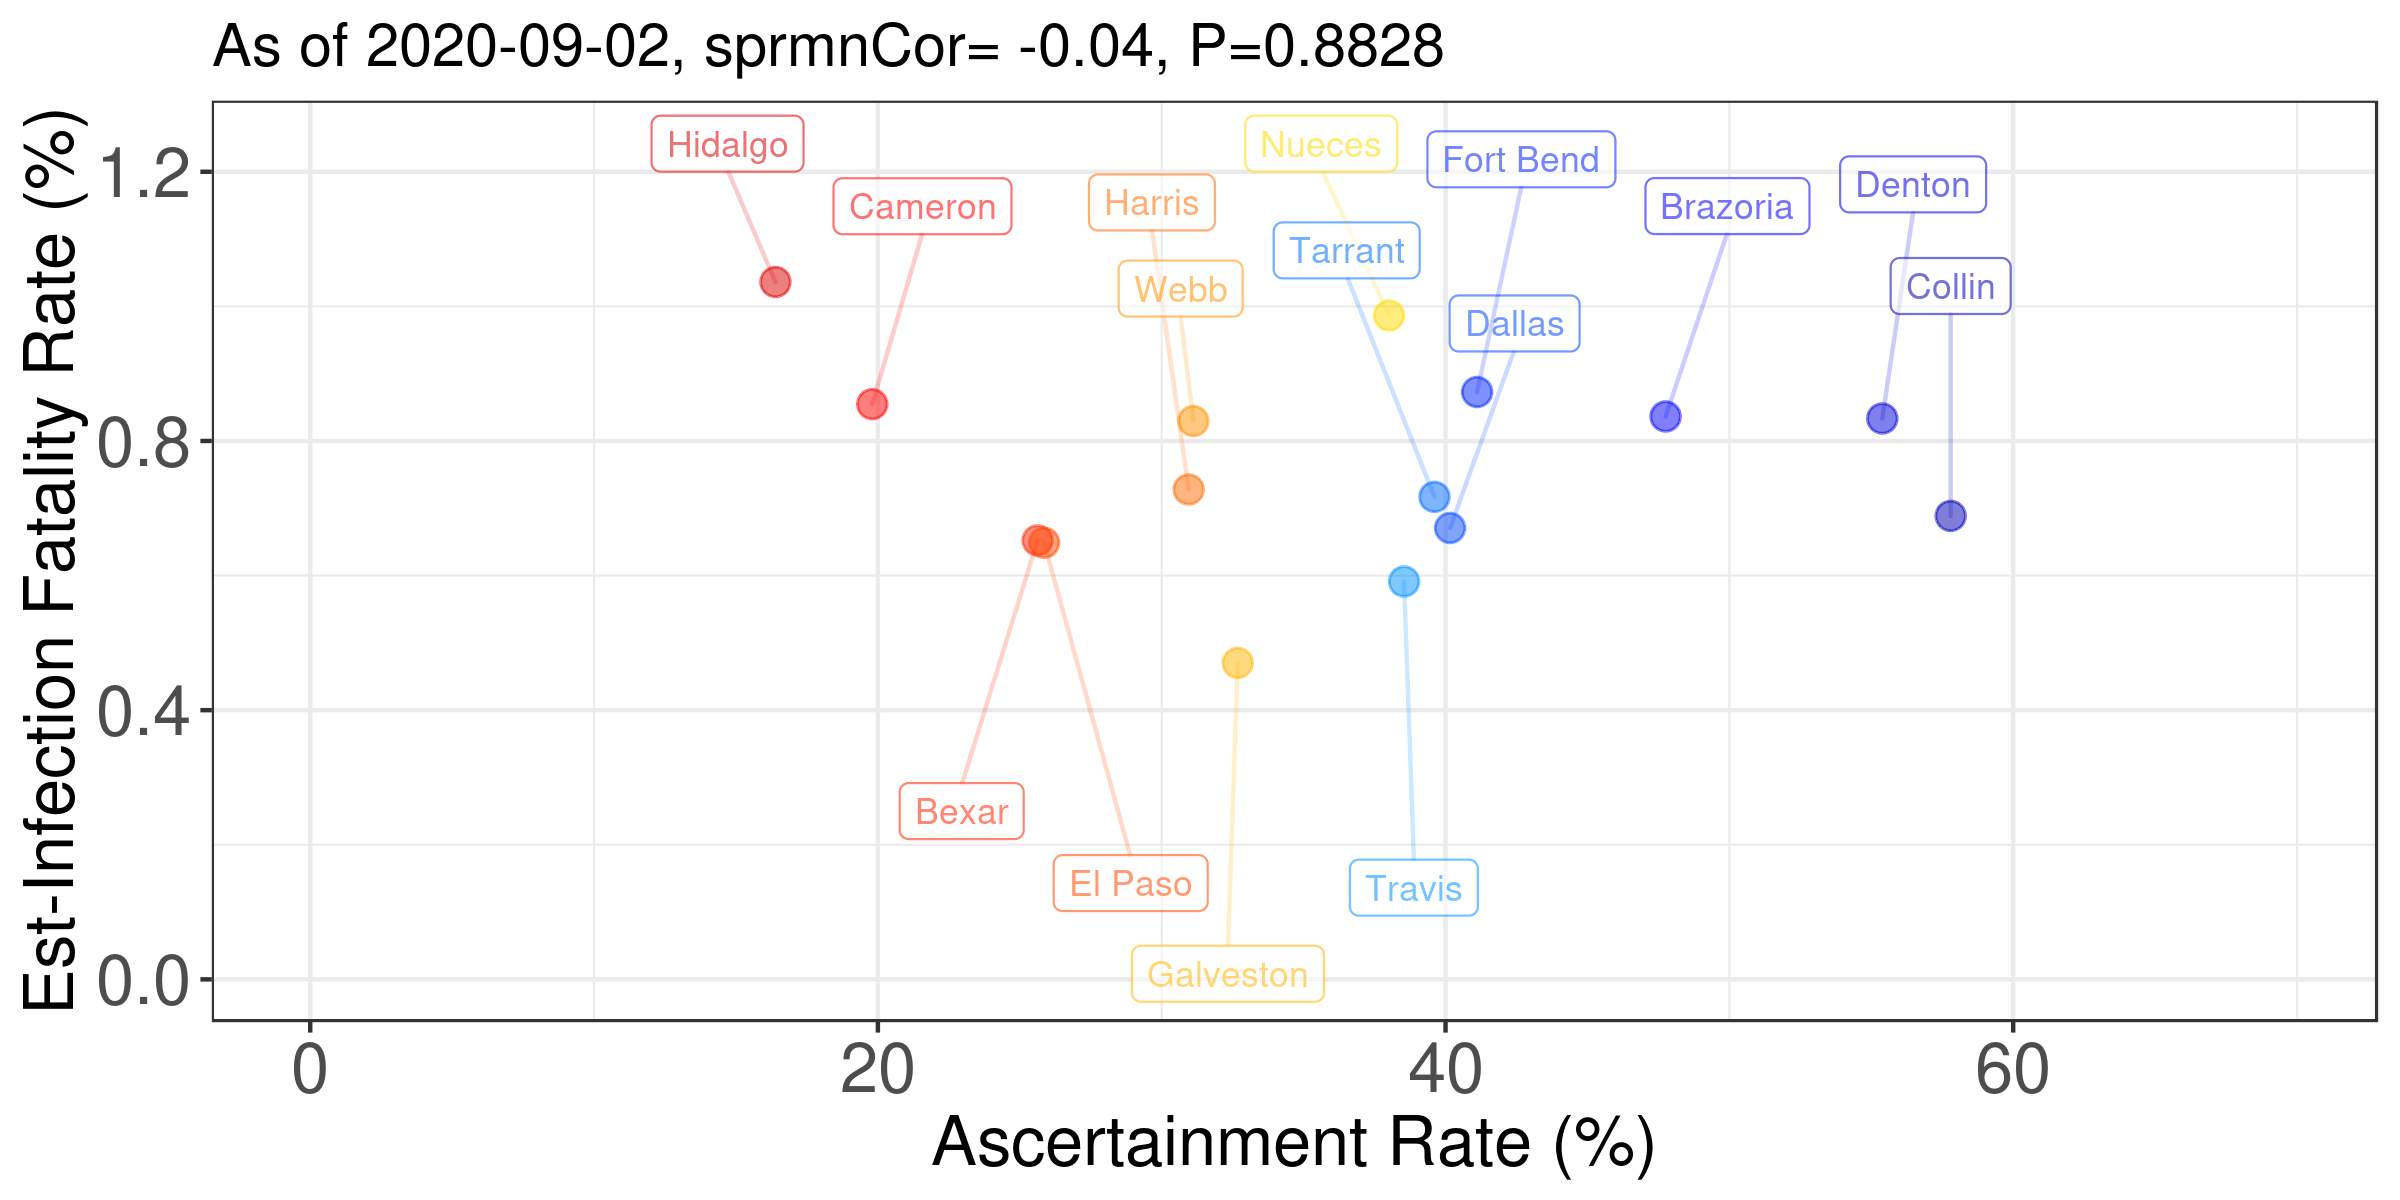 As of 2020-09-02, sprmnCor= -0.04, P=0.8828
Est-Infection Fatality Rate (%)
1.2
0.8
0.4
0.0
Hidalgo
Nueces
Fort Bend
Denton
Harris
Cameron
Brazoria
Tarrant
Webb
Collin
Dallas
Bexar
El Paso
Travis
Galveston
0 20 40 60
Ascertainment Rate (%)